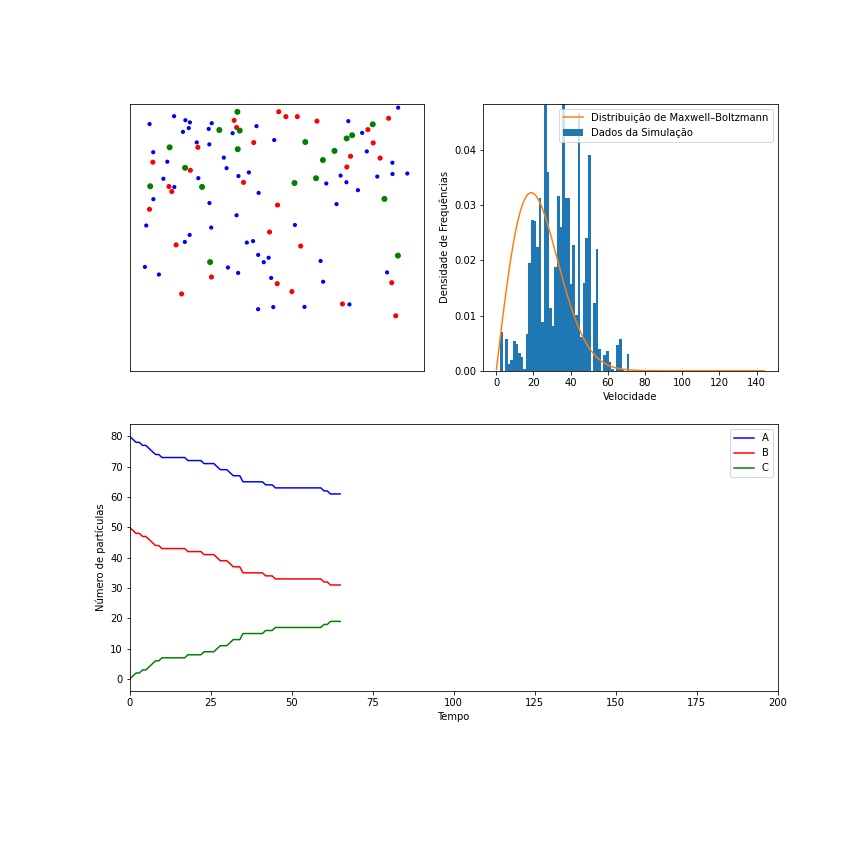 Distribuição de Maxwell–Boltzmann
Dados da Simulação
Densidade de Frequências
0.04
0.03
0.02
0.01
0.00
0 20 40 60 80 100 120 140
Velocidade
A
B
C
Número de partículas
80
70
60
50
40
30
20
10
0
0 25 50 75 100 125 150 175 200
Tempo